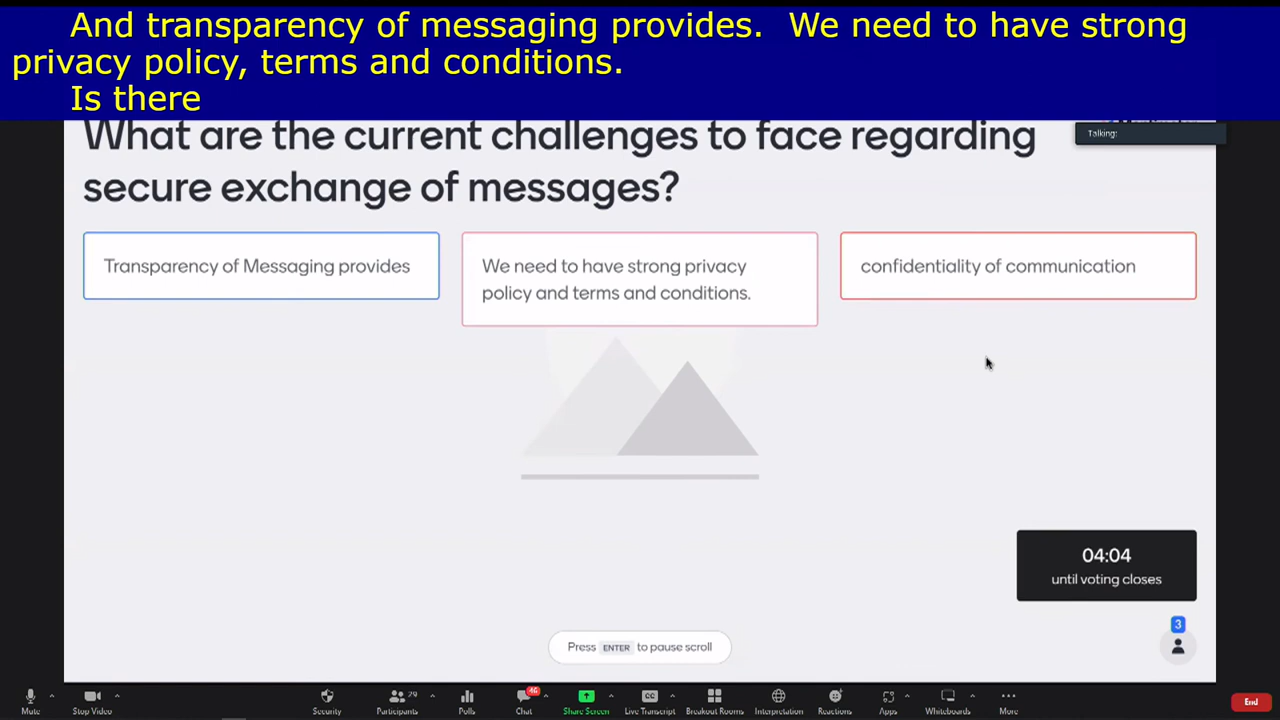 And transparency of messaging provides.  We need to have strong
privacy policy, terms and conditions.
Is there
What are the current challenges to face regarding
secure exchange of messages?
Talking:
Transparency of Messaging provides
We need to have strong privacy
policy and terms and conditions.
confidentiality of communication
04:04
until voting closes
3
Press ENTER to pause scroll
Mute
Stop Video
Security
Participants
29
Polls
Chat
46
Share Screen
CC
Live Transcript
Breakout Rooms
Interpretation
Reactions
Apps
Whiteboards
More
End